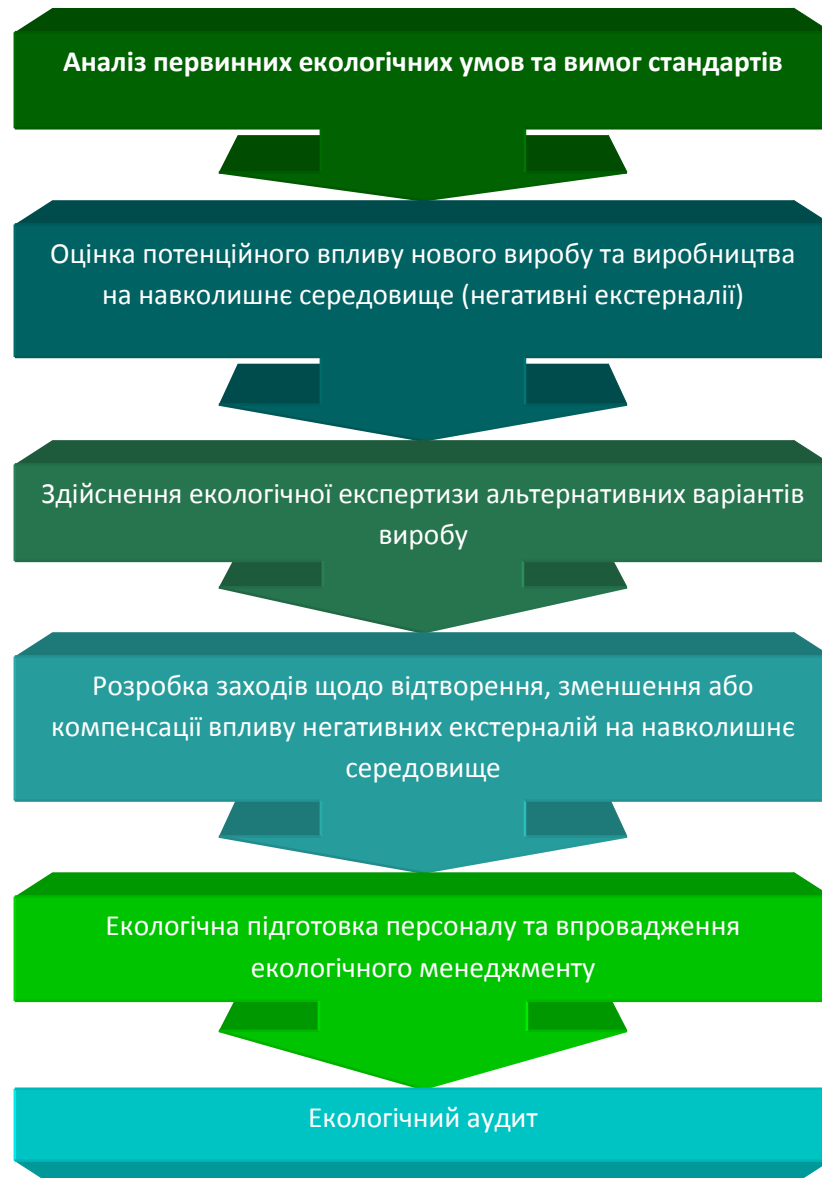 Аналіз первинних екологічних умов та вимог стандартів
Оцінка потенційного впливу нового виробу та виробництва
на навколишнє середовище (негативні екстерналії)
Здійснення екологічної експертизи альтернативних варіантів
виробу
Розробка заходів щодо відтворення, зменшення або
компенсації впливу негативних екстерналій на навколишнє
середовище
Екологічна підготовка персоналу та впровадження
екологічного менеджменту
Екологічний аудит